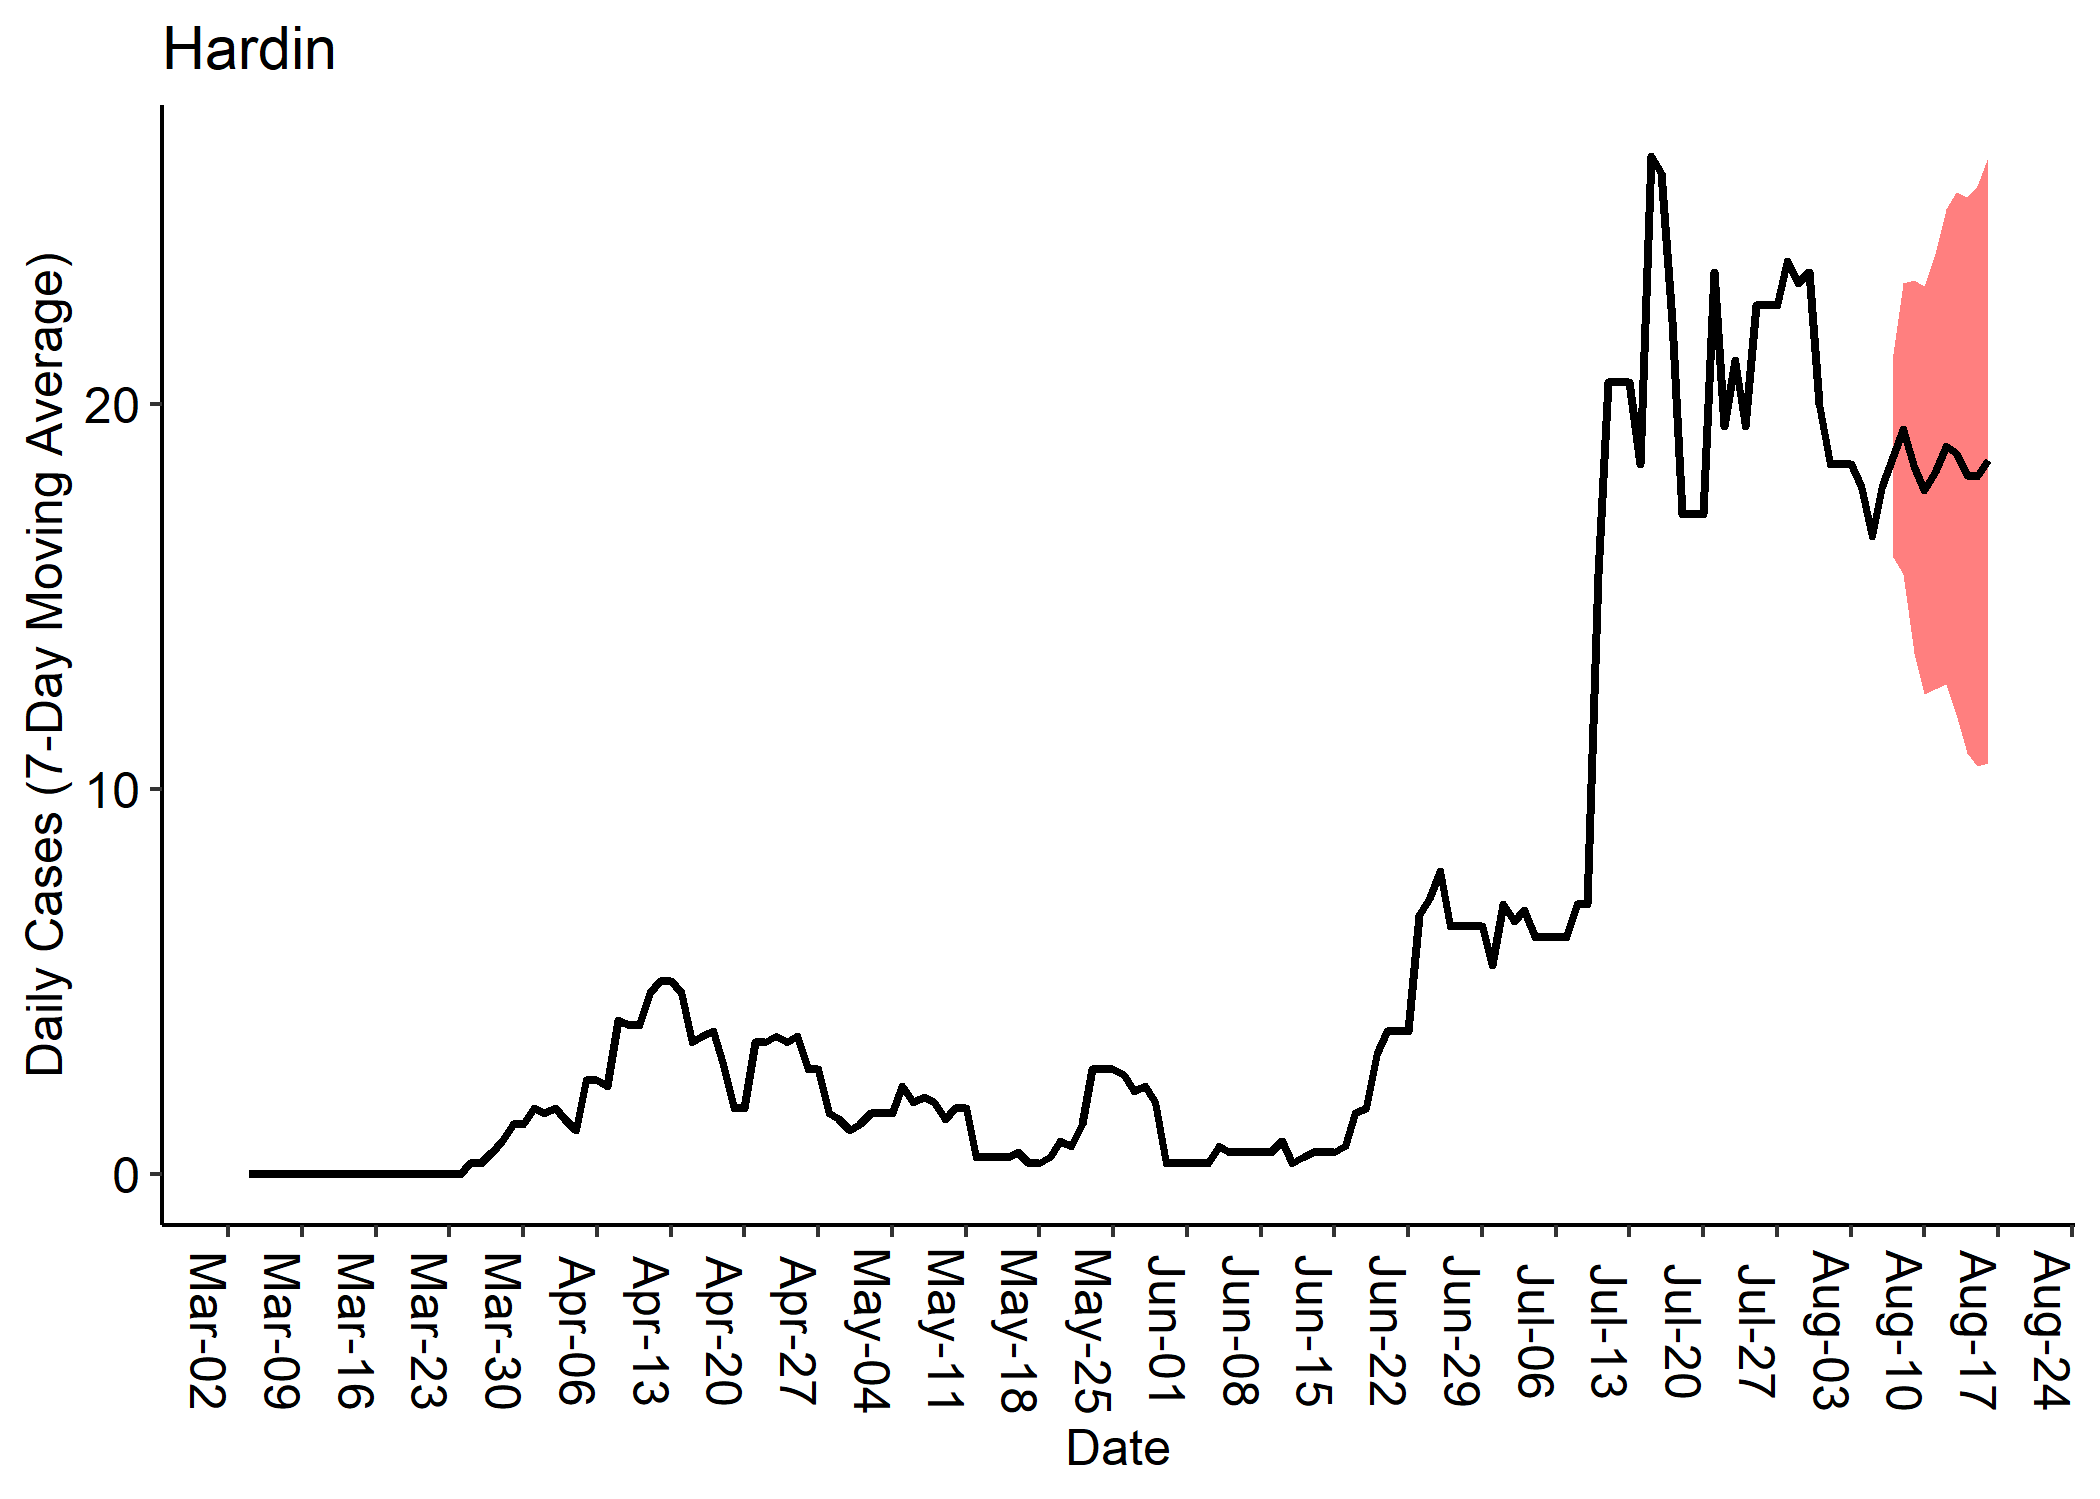 Hardin
Daily Cases (7-Day Moving Average)
20
10
0
Mar-02
Mar-09
Mar-16
Mar-23
Mar-30
Apr-06
Apr-13
Apr-20
Apr-27
May-04
May-11
May-18
May-25
Jun-01
Jun-08
Jun-15
Jun-22
Jun-29
Jul-06
Jul-13
Jul-20
Jul-27
Aug-03
Aug-10
Aug-17
Aug-24
Date